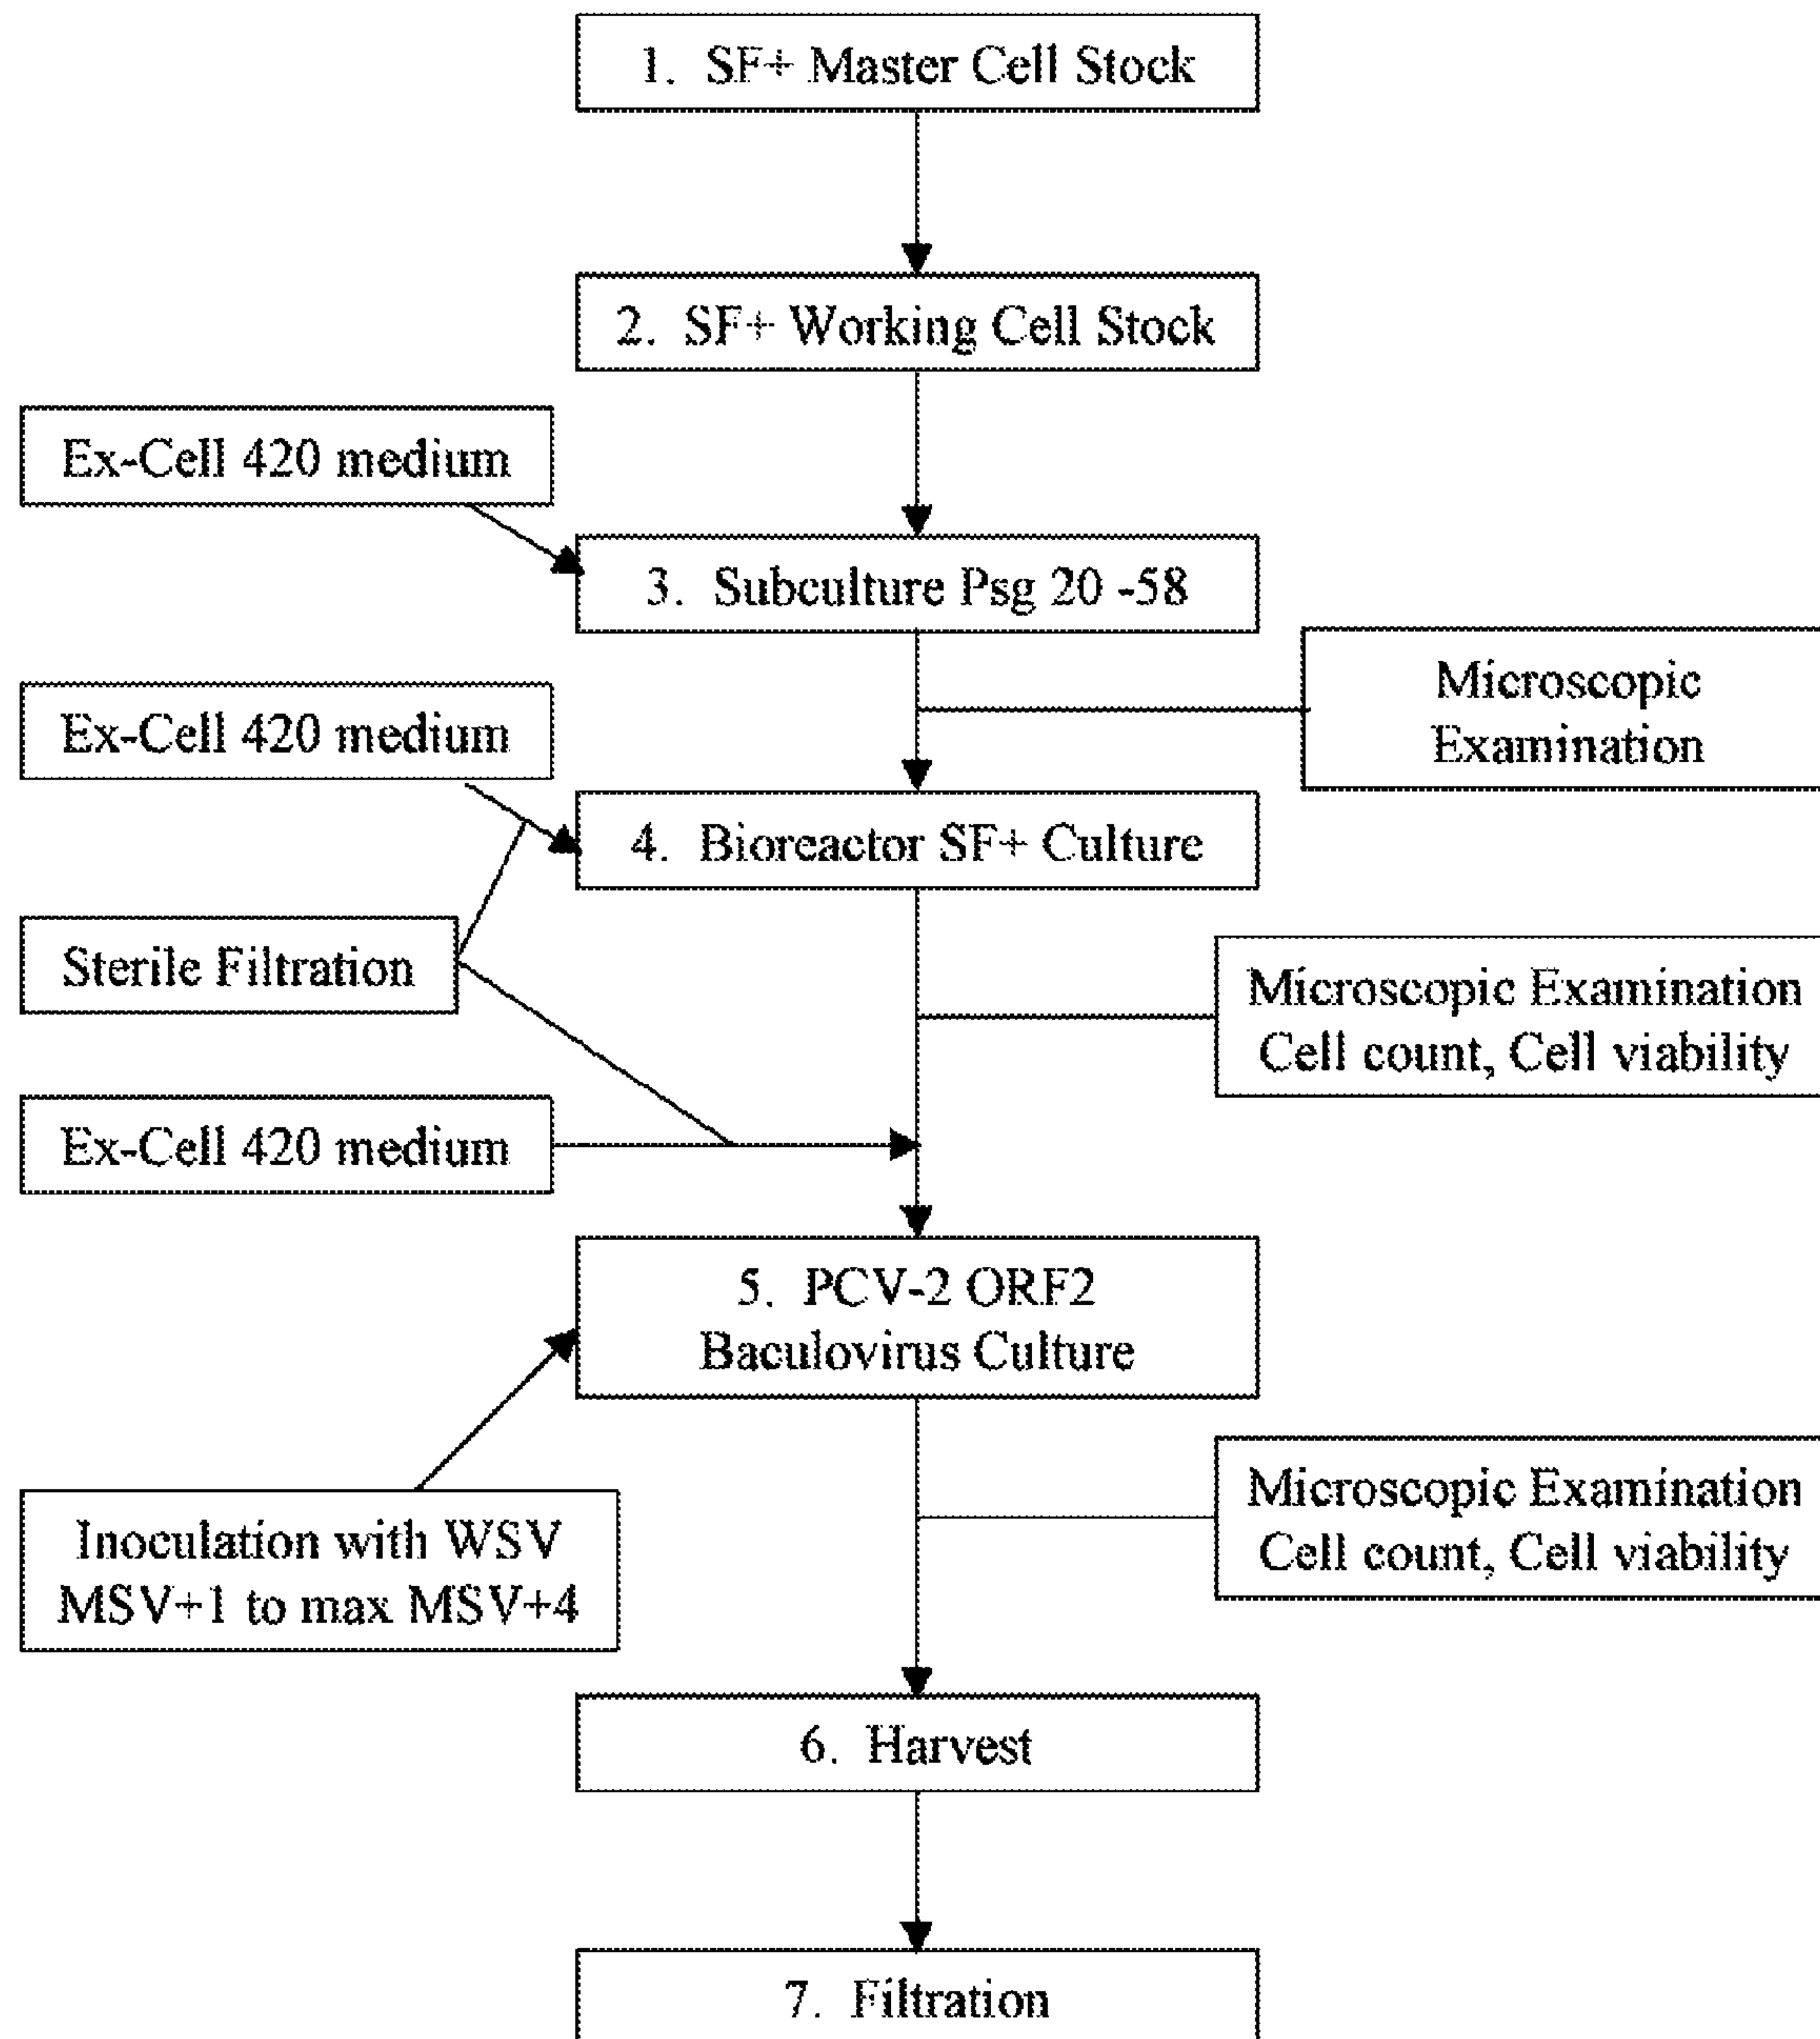 1. SF+ Master Cell Stock
2. SF+ Working Cell Stock
Ex-Cell 420 medium
3. Subculture Psg 20 -58
Microscopic
Examination
Ex-Cell 420 medium
4. Bioreactor SF+ Culture
Sterile Filtration
Microscopic Examination
Cell count, Cell viability
Ex-Cell 420 medium
5. PCV-2 ORF2
Baculovirus Culture
Inoculation with WSV
MSV+1 to max MSV+4
Microscopic Examination
Cell count, Cell viability
6. Harvest
7. Filtration